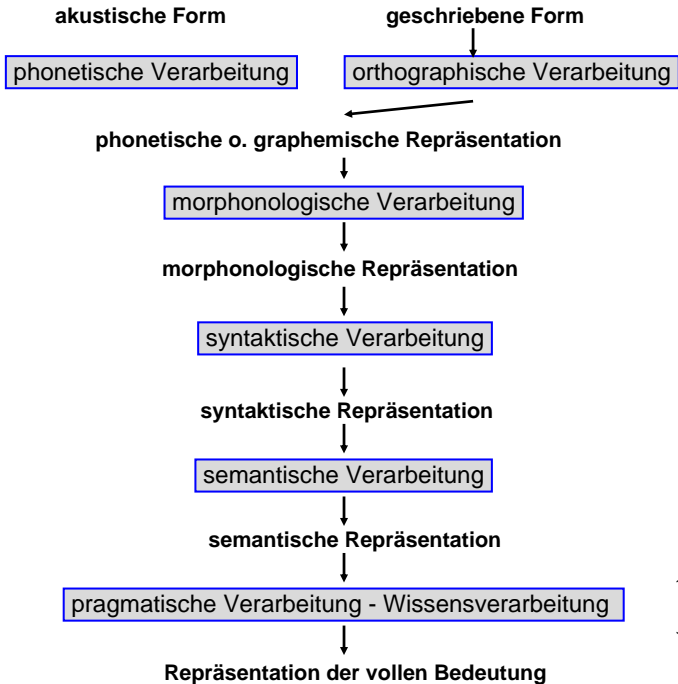 akustische Form
geschriebene Form
phonetische Verarbeitung
orthographische Verarbeitung
phonetische o. graphemische Repräsentation
morphonologische Verarbeitung
morphonologische Repräsentation
syntaktische Verarbeitung
syntaktische Repräsentation
semantische Verarbeitung
semantische Repräsentation
pragmatische Verarbeitung - Wissensverarbeitung
Repräsentation der vollen Bedeutung